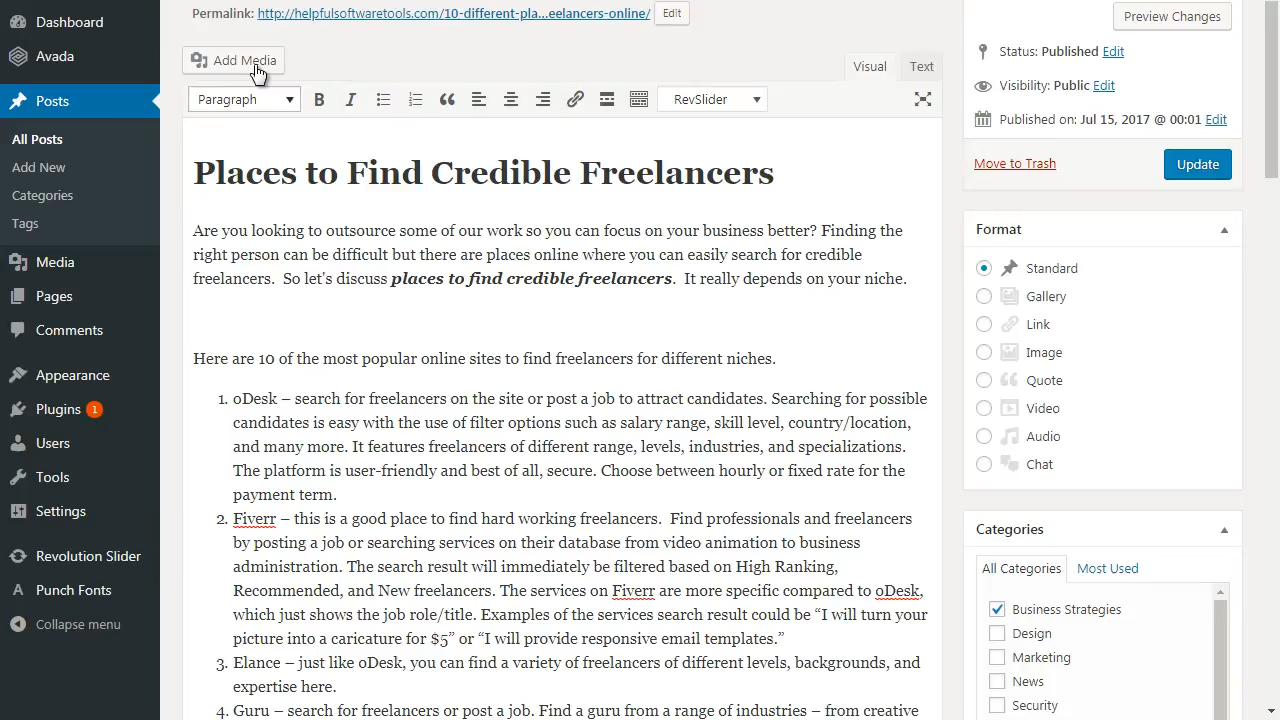 Dashboard
Avada
Posts
All Posts
Add New
Categories
Tags
Media
Pages
Comments
Appearance
Plugins 1
Users
Tools
Settings
Revolution Slider
Punch Fonts
Collapse menu
Permalink: http://helpfulsoftwaretools.com/10-different-pla...eelancers-online/ Edit
Add Media
Visual Text
Paragraph RevSlider
Places to Find Credible Freelancers
Are you looking to outsource some of our work so you can focus on your business better? Finding the
right person can be difficult but there are places online where you can easily search for credible
freelancers.  So let's discuss places to find credible freelancers.  It really depends on your niche.
Here are 10 of the most popular online sites to find freelancers for different niches.
1. oDesk – search for freelancers on the site or post a job to attract candidates. Searching for possible
candidates is easy with the use of filter options such as salary range, skill level, country/location,
and many more. It features freelancers of different range, levels, industries, and specializations.
The platform is user-friendly and best of all, secure. Choose between hourly or fixed rate for the
payment term.
2. Fiverr – this is a good place to find hard working freelancers.  Find professionals and freelancers
by posting a job or searching services on their database from video animation to business
administration. The search result will immediately be filtered based on High Ranking,
Recommended, and New freelancers. The services on Fiverr are more specific compared to oDesk,
which just shows the job role/title. Examples of the services search result could be “I will turn your
picture into a caricature for $5” or “I will provide responsive email templates.”
3. Elance – just like oDesk, you can find a variety of freelancers of different levels, backgrounds, and
expertise here.
4. Guru – search for freelancers or post a job. Find a guru from a range of industries – from creative
Preview Changes
Status: Published Edit
Visibility: Public Edit
Published on: Jul 15, 2017 @ 00:01 Edit
Move to Trash Update
Format
Standard
Gallery
Link
Image
Quote
Video
Audio
Chat
Categories
All Categories Most Used
Business Strategies
Design
Marketing
News
Security